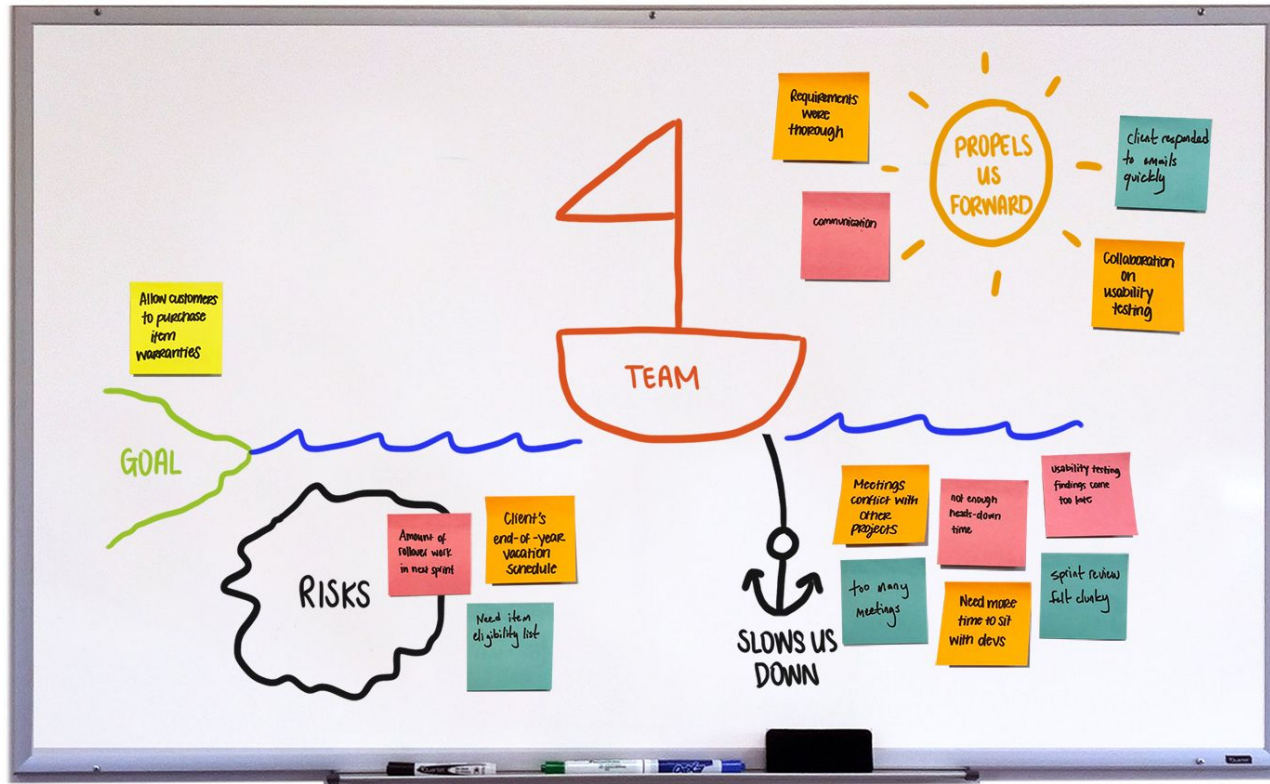 Requirements
were
thorough
communication
PROPELS
US
FORWARD
client responded
to emails
quickly
Collaboration
on
usability
testing
Allow customers
to purchase
item
warranties
TEAM
GOAL
RISKS
Amount of
rollover work
in next sprint
Client's
end-of-year
vacation
schedule
Need item
eligibility list
SLOWS US
DOWN
Meetings
conflict with
other
projects
not enough
heads-down
time
usability testing
findings come
too late
too many
Meetings
Need more
time to sit
with devs
sprint review
felt clunky